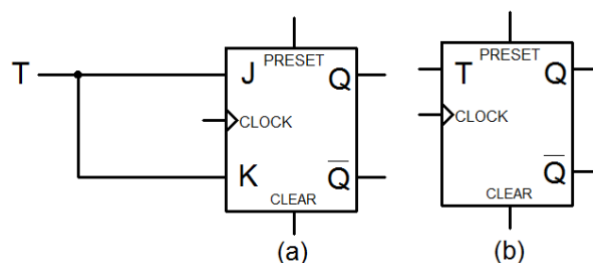 PRESET
T J Q
CLOCK
K Q̅
CLEAR
(a)
PRESET
T Q
CLOCK
Q̅
CLEAR
(b)